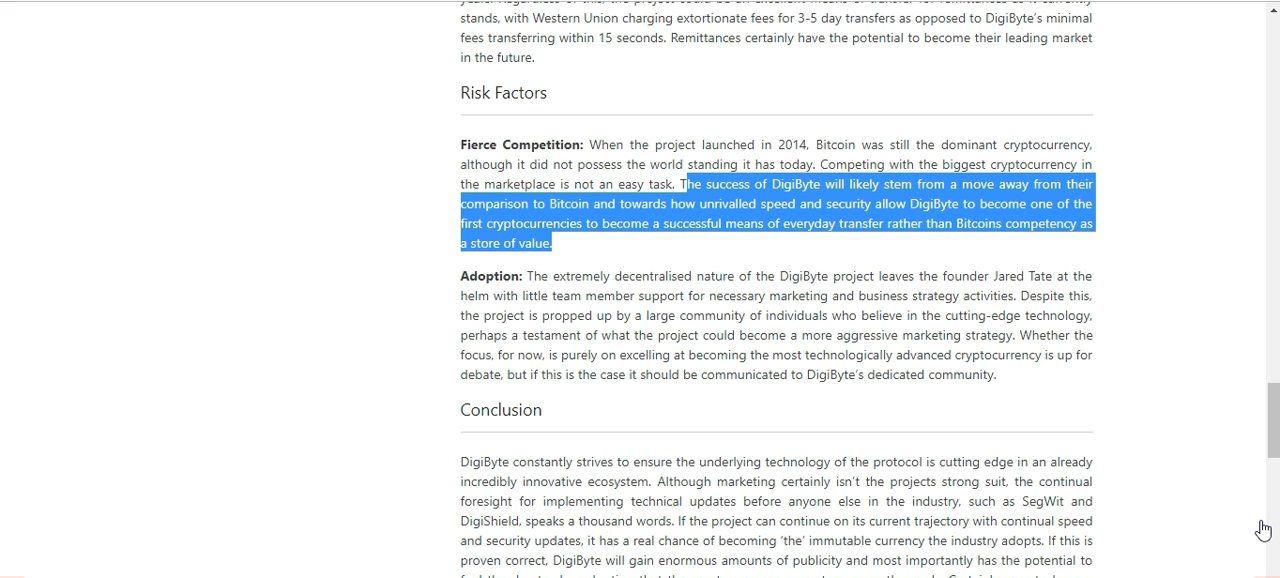 stands, with Western Union charging extortionate fees for 3-5 day transfers as opposed to DigiByte's minimal
fees transferring within 15 seconds. Remittances certainly have the potential to become their leading market
in the future.
Risk Factors
Fierce Competition: When the project launched in 2014, Bitcoin was still the dominant cryptocurrency,
although it did not possess the world standing it has today. Competing with the biggest cryptocurrency in
the marketplace is not an easy task. The success of DigiByte will likely stem from a move away from their
comparison to Bitcoin and towards how unrivalled speed and security allow DigiByte to become one of the
first cryptocurrencies to become a successful means of everyday transfer rather than Bitcoins competency as
a store of value.
Adoption: The extremely decentralised nature of the DigiByte project leaves the founder Jared Tate at the
helm with little team member support for necessary marketing and business strategy activities. Despite this,
the project is propped up by a large community of individuals who believe in the cutting-edge technology,
perhaps a testament of what the project could become a more aggressive marketing strategy. Whether the
focus, for now, is purely on excelling at becoming the most technologically advanced cryptocurrency is up for
debate, but if this is the case it should be communicated to DigiByte's dedicated community.
Conclusion
DigiByte constantly strives to ensure the underlying technology of the protocol is cutting edge in an already
incredibly innovative ecosystem. Although marketing certainly isn't the projects strong suit, the continual
foresight for implementing technical updates before anyone else in the industry, such as SegWit and
DigiShield, speaks a thousand words. If the project can continue on its current trajectory with continual speed
and security updates, it has a real chance of becoming 'the' immutable currency the industry adopts. If this is
proven correct, DigiByte will gain enormous amounts of publicity and most importantly has the potential to